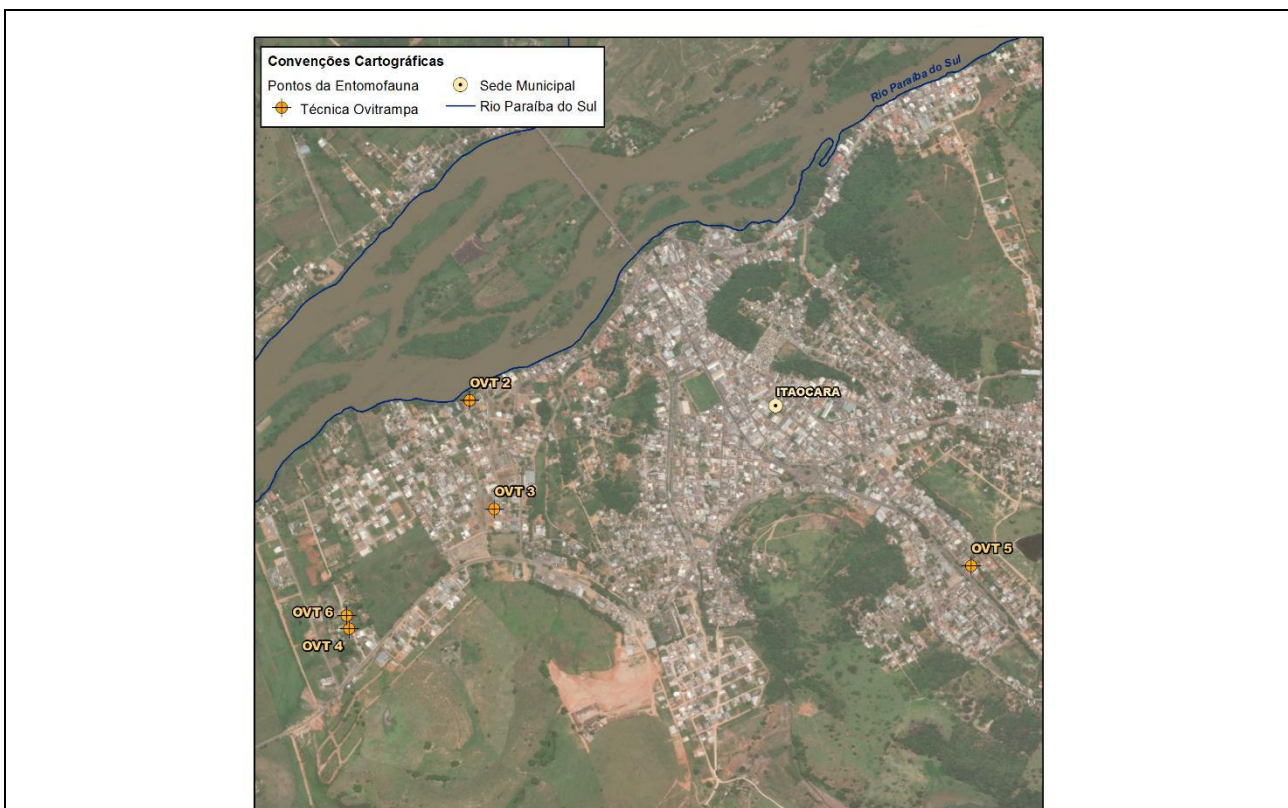 Convenções Cartográficas
Pontos da Entomofauna
Sede Municipal
Técnica Ovitrampa
Rio Paraíba do Sul
Rio Paraíba do Sul
OVT 2
ITAOCARA
OVT 3
OVT 5
OVT 6
OVT 4